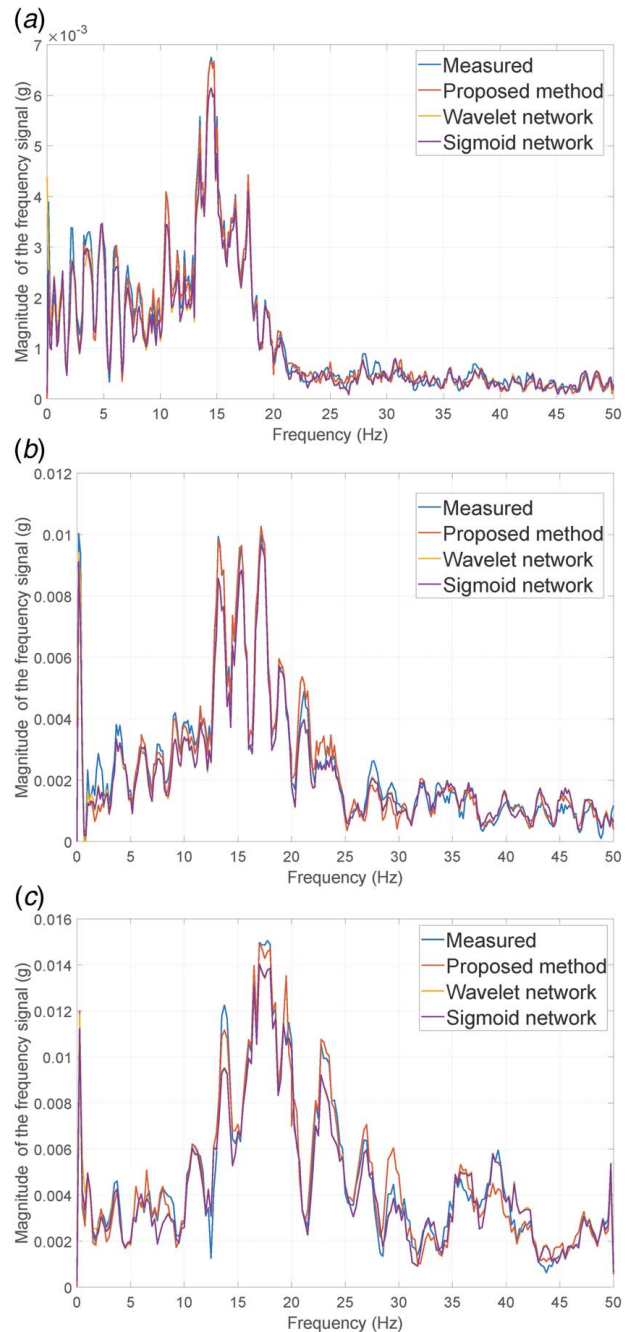 (a)
7 ×10⁻³
6
5
4
3
2
1
0
Magnitude of the frequency signal (g)
Measured
Proposed method
Wavelet network
Sigmoid network
0 5 10 15 20 25 30 35 40 45 50
Frequency (Hz)
(b)
0.012
0.01
0.008
0.006
0.004
0.002
0
Magnitude of the frequency signal (g)
Measured
Proposed method
Wavelet network
Sigmoid network
0 5 10 15 20 25 30 35 40 45 50
Frequency (Hz)
(c)
0.016
0.014
0.012
0.01
0.008
0.006
0.004
0.002
0
Magnitude of the frequency signal (g)
Measured
Proposed method
Wavelet network
Sigmoid network
0 5 10 15 20 25 30 35 40 45 50
Frequency (Hz)